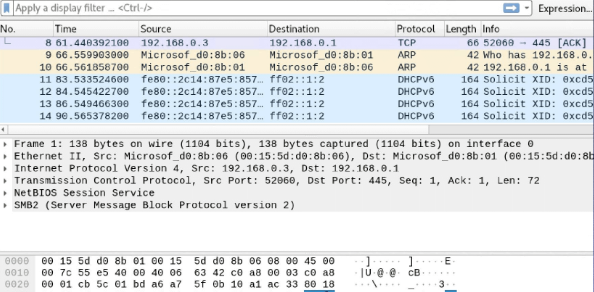 Apply a display filter ... <Ctrl-/> Expression...
No. Time Source Destination Protocol Length Info
8 61.440392100 192.168.0.3 192.168.0.1 TCP 66 52060 → 445 [ACK]
9 66.559903000 Microsof_d0:8b:06 Microsof_d0:8b:01 ARP 42 Who has 192.168.0.
10 66.561858700 Microsof_d0:8b:01 Microsof_d0:8b:06 ARP 42 192.168.0.1 is at
11 83.533524600 fe80::2c14:87e5:857… ff02::1:2 DHCPv6 164 Solicit XID: 0xcd5
12 84.545422700 fe80::2c14:87e5:857… ff02::1:2 DHCPv6 164 Solicit XID: 0xcd5
13 86.549466300 fe80::2c14:87e5:857… ff02::1:2 DHCPv6 164 Solicit XID: 0xcd5
14 90.565378200 fe80::2c14:87e5:857… ff02::1:2 DHCPv6 164 Solicit XID: 0xcd5
Frame 1: 138 bytes on wire (1104 bits), 138 bytes captured (1104 bits) on interface 0
Ethernet II, Src: Microsof_d0:8b:06 (00:15:5d:d0:8b:06), Dst: Microsof_d0:8b:01 (00:15:5d:d0:8b
Internet Protocol Version 4, Src: 192.168.0.3, Dst: 192.168.0.1
Transmission Control Protocol, Src Port: 52060, Dst Port: 445, Seq: 1, Ack: 1, Len: 72
NetBIOS Session Service
SMB2 (Server Message Block Protocol version 2)
0000 00 15 5d d0 8b 01 00 15 5d d0 8b 06 08 00 45 00 ··]····· ]·····E·
0010 00 7c 55 e5 40 00 40 06 63 42 c0 a8 00 03 c0 a8 ·|U·@·@· cB······
0020 00 01 cb 5c 01 bd a6 a7 5f 0b 10 a1 ac 33 80 18 ···\···· _····3··